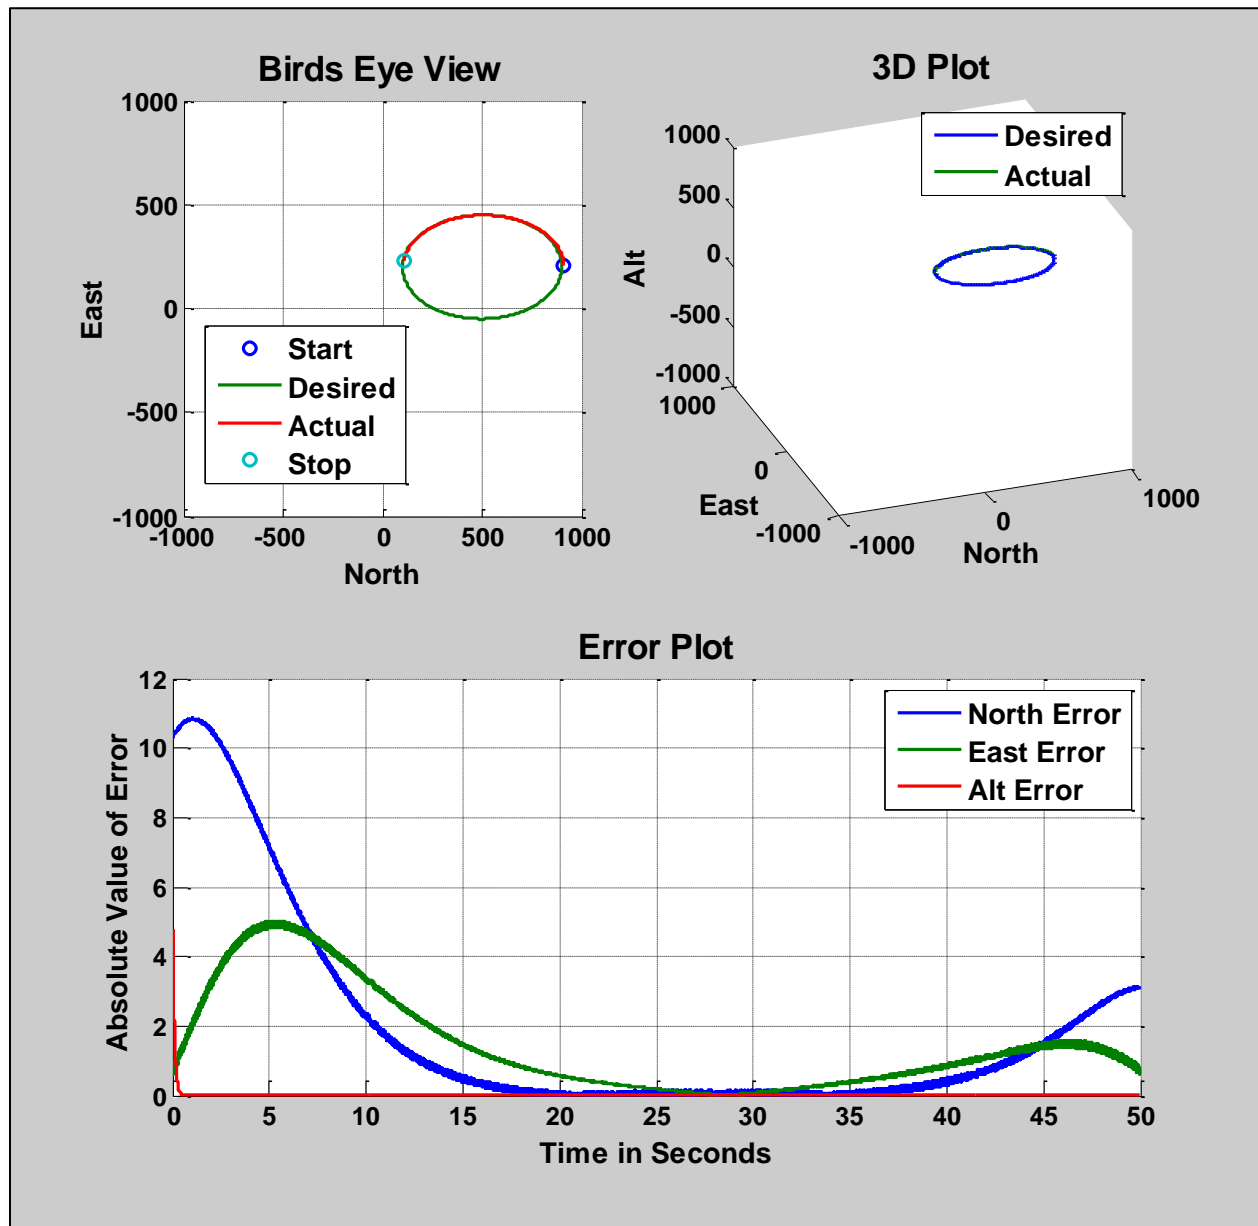 Birds Eye View
1000
500
0
-500
-1000
East
-1000
-500
0
500
1000
North
Start
Desired
Actual
Stop
3D Plot
1000
500
0
-500
-1000
Alt
1000
0
-1000
East
-1000
0
1000
North
Desired
Actual
Error Plot
12
10
8
6
4
2
0
Absolute Value of Error
0
5
10
15
20
25
30
35
40
45
50
Time in Seconds
North Error
East Error
Alt Error